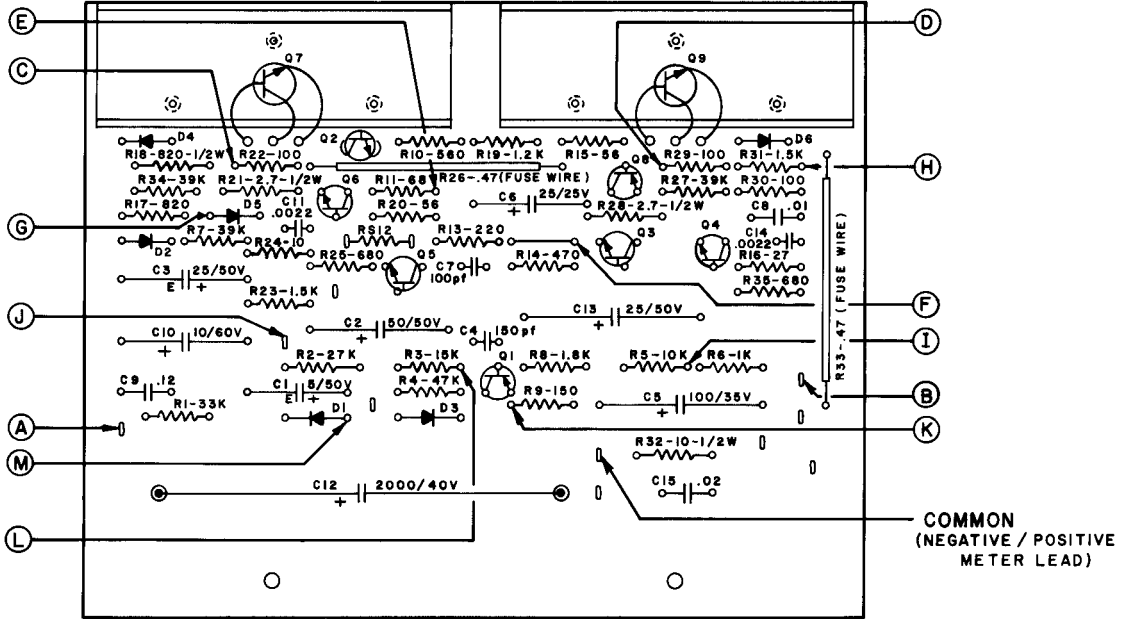 E
D
C
Q7
Q9
Q2
D4
D6
R18-820-1/2W
R22-100
R10-560
R19-1.2K
R15-56
Q8
R29-100
R31-1.5K
H
R26-.47(FUSE WIRE)
R34-39K
R21-2.7-1/2W
Q6
R11-68
R27-39K
R30-100
R17-820
D5
C11
.0022
R20-56
C6
25/25V
+
R28-2.7-1/2W
C8
.01
G
D2
R7-39K
R24-10
RS12
R13-220
Q3
Q4
C14
.0022
C3
25/50V
E
+
R25-680
Q5
C7
100pf
R14-470
R16-27
R35-680
R23-1.5K
F
J
C10
10/60V
+
C2
50/50V
+
C4
150pf
C13
25/50V
+
R33-.47 (FUSE WIRE)
I
R2-27K
R3-15K
Q1
R8-1.8K
R5-10K
R6-1K
C9
.12
C1
5/50V
E
+
R4-47K
B
R1-33K
D1
D3
R9-150
C5
100/35V
+
A
K
M
R32-10-1/2W
C12
2000/40V
+
C15
.02
L
COMMON
(NEGATIVE / POSITIVE
METER LEAD)